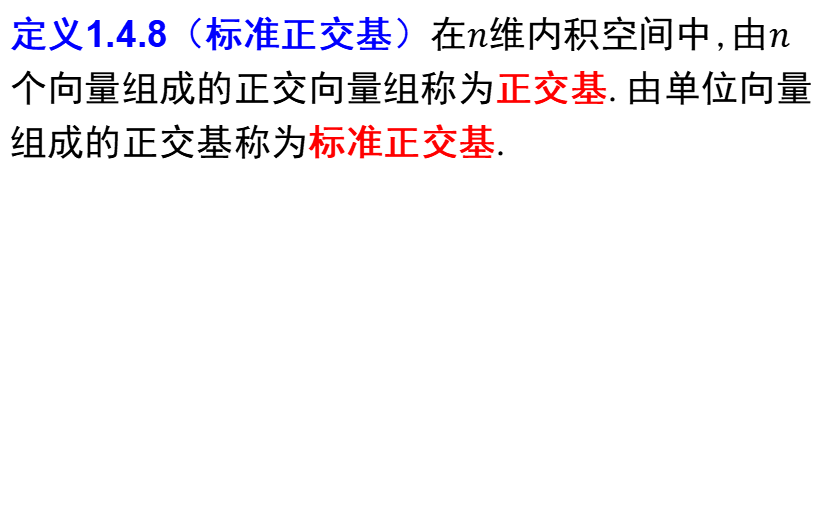 定义1.4.8（标准正交基）在𝑛维内积空间中,由𝑛
个向量组成的正交向量组称为正交基. 由单位向量
组成的正交基称为标准正交基.